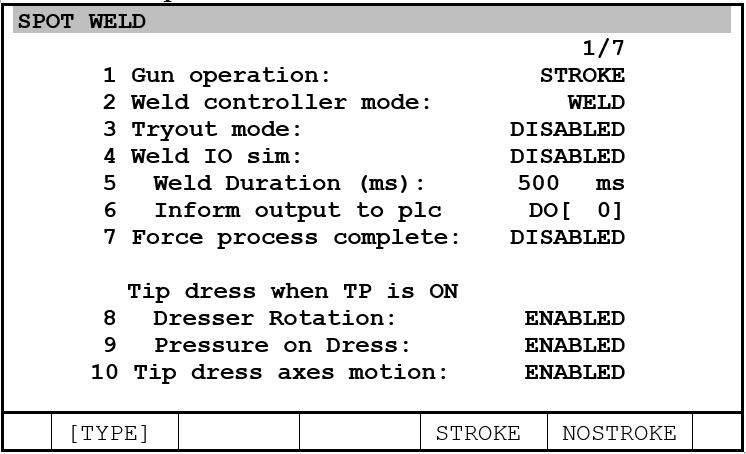 SPOT WELD
1/7
1 Gun operation: STROKE
2 Weld controller mode: WELD
3 Tryout mode: DISABLED
4 Weld IO sim: DISABLED
5 Weld Duration (ms): 500 ms
6 Inform output to plc DO[ 0]
7 Force process complete: DISABLED
Tip dress when TP is ON
8 Dresser Rotation: ENABLED
9 Pressure on Dress: ENABLED
10 Tip dress axes motion: ENABLED
[TYPE] STROKE NOSTROKE